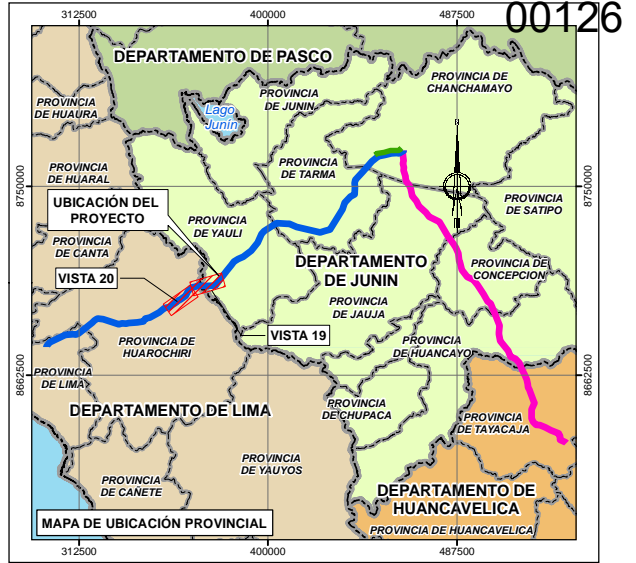 00126
312500
400000
487500
DEPARTAMENTO DE PASCO
PROVINCIA DE
CHANCHAMAYO
PROVINCIA
DE HUAURA
PROVINCIA
DE JUNIN
Lago
Junín
PROVINCIA
DE HUARAL
PROVINCIA
DE TARMA
8750000
8750000
UBICACIÓN DEL
PROYECTO
PROVINCIA
DE SATIPO
PROVINCIA
DE YAULI
PROVINCIA
DE CANTA
DEPARTAMENTO
DE JUNIN
PROVINCIA DE
CONCEPCION
VISTA 20
PROVINCIA
DE JAUJA
VISTA 19
PROVINCIA DE
HUAROCHIRI
PROVINCIA
DE HUANCAYO
8662500
8662500
PROVINCIA
DE LIMA
DEPARTAMENTO DE LIMA
PROVINCIA
DE CHUPACA
PROVINCIA
DE TAYACAJA
PROVINCIA
DE YAUYOS
PROVINCIA
DE CAÑETE
DEPARTAMENTO DE
HUANCAVELICA
MAPA DE UBICACIÓN PROVINCIAL
PROVINCIA DE HUANCAVELICA
312500
400000
487500